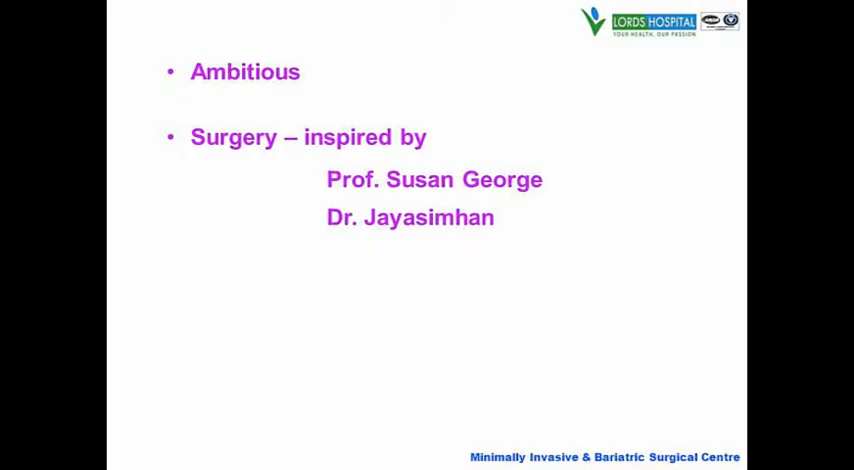 LORDS HOSPITAL
YOUR HEALTH, OUR PASSION
• Ambitious
• Surgery – inspired by
Prof. Susan George
Dr. Jayasimhan
Minimally Invasive & Bariatric Surgical Centre